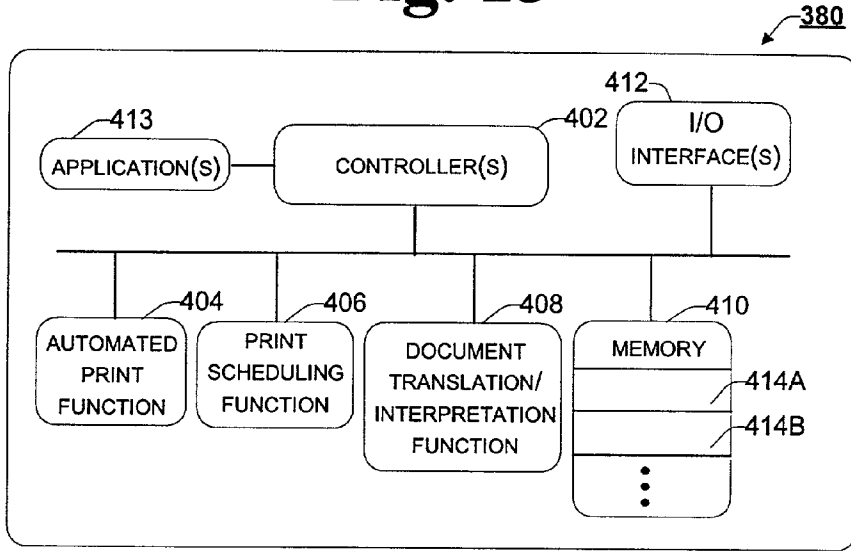 380
412
413
402
I/O
INTERFACE(S)
APPLICATION(S)
CONTROLLER(S)
404
406
408
410
AUTOMATED
PRINT
FUNCTION
PRINT
SCHEDULING
FUNCTION
DOCUMENT
TRANSLATION/
INTERPRETATION
FUNCTION
MEMORY
414A
414B